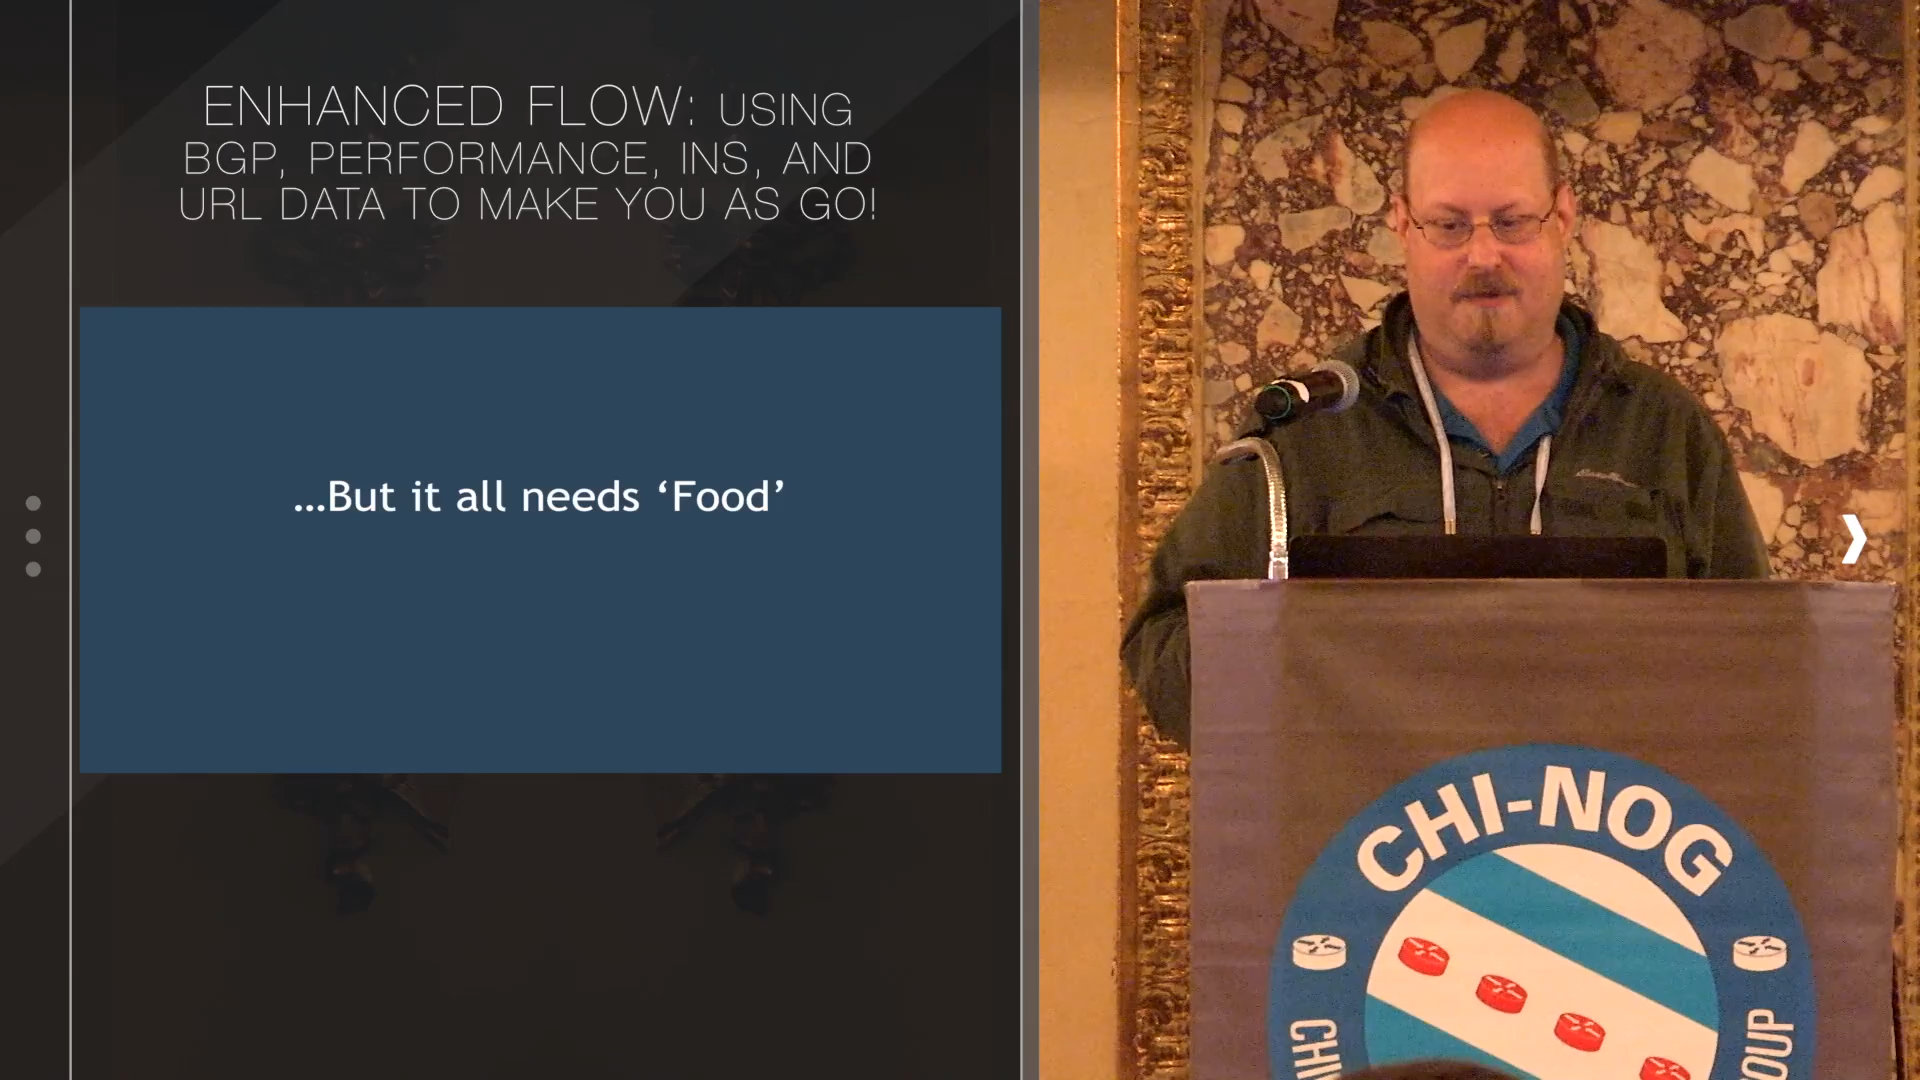 ENHANCED FLOW: USING
BGP, PERFORMANCE, INS, AND
URL DATA TO MAKE YOU AS GO!
…But it all needs ‘Food’
CHI-NOG